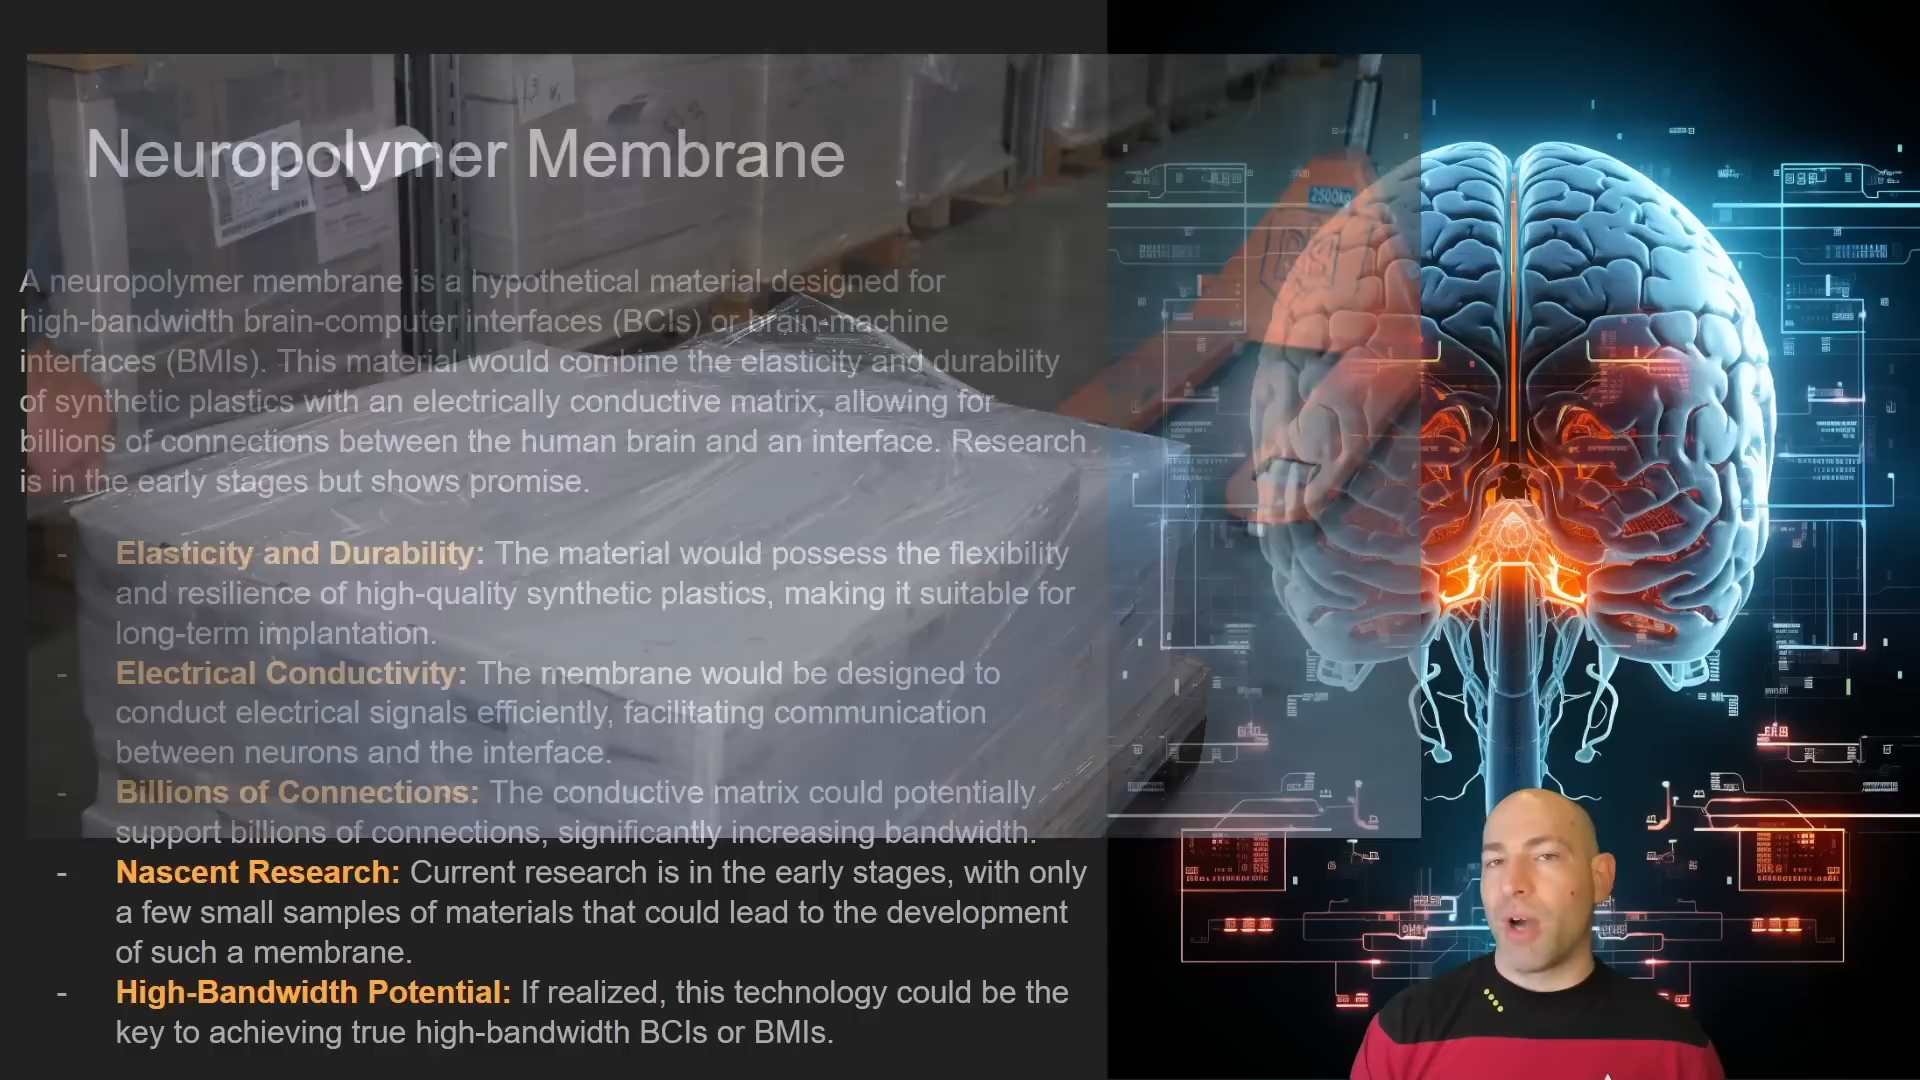 Neuropolymer Membrane
A neuropolymer membrane is a hypothetical material designed for
high-bandwidth brain-computer interfaces (BCIs) or brain-machine
interfaces (BMIs). This material would combine the elasticity and durability
of synthetic plastics with an electrically conductive matrix, allowing for
billions of connections between the human brain and an interface. Research
is in the early stages but shows promise.
- Elasticity and Durability: The material would possess the flexibility
and resilience of high-quality synthetic plastics, making it suitable for
long-term implantation.
- Electrical Conductivity: The membrane would be designed to
conduct electrical signals efficiently, facilitating communication
between neurons and the interface.
- Billions of Connections: The conductive matrix could potentially
support billions of connections, significantly increasing bandwidth.
- Nascent Research: Current research is in the early stages, with only
a few small samples of materials that could lead to the development
of such a membrane.
- High-Bandwidth Potential: If realized, this technology could be the
key to achieving true high-bandwidth BCIs or BMIs.
2500kg